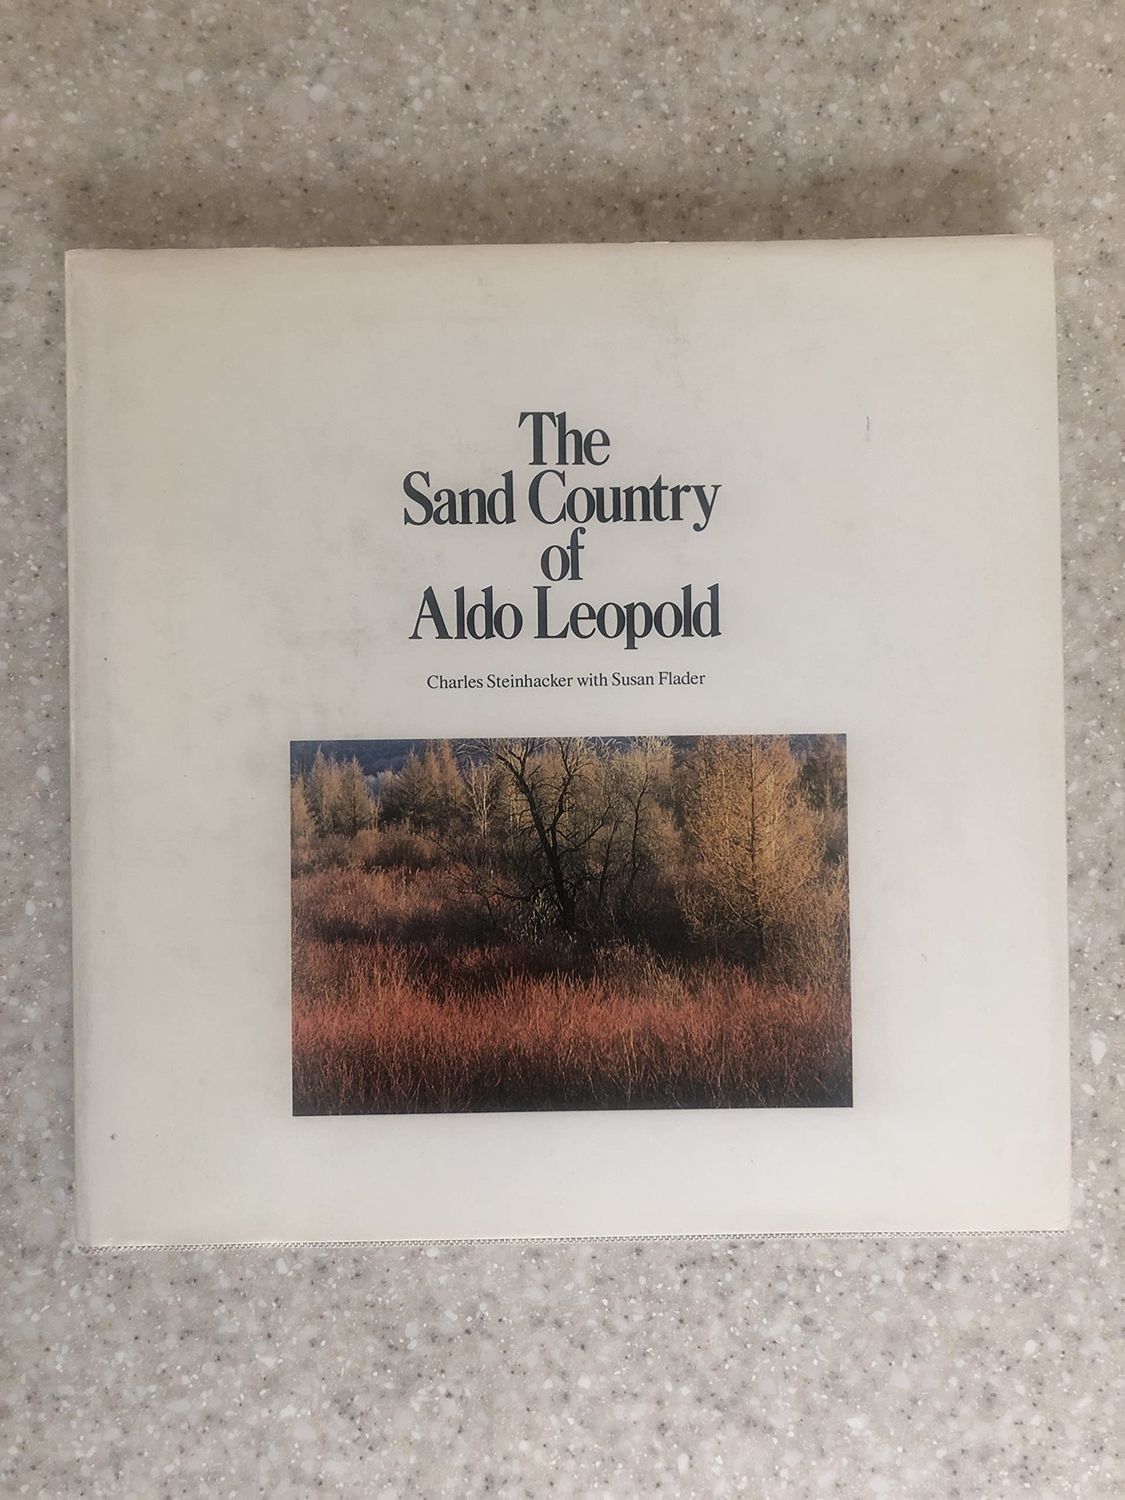 The
Sand Country
of
Aldo Leopold
Charles Steinhacker with Susan Flader